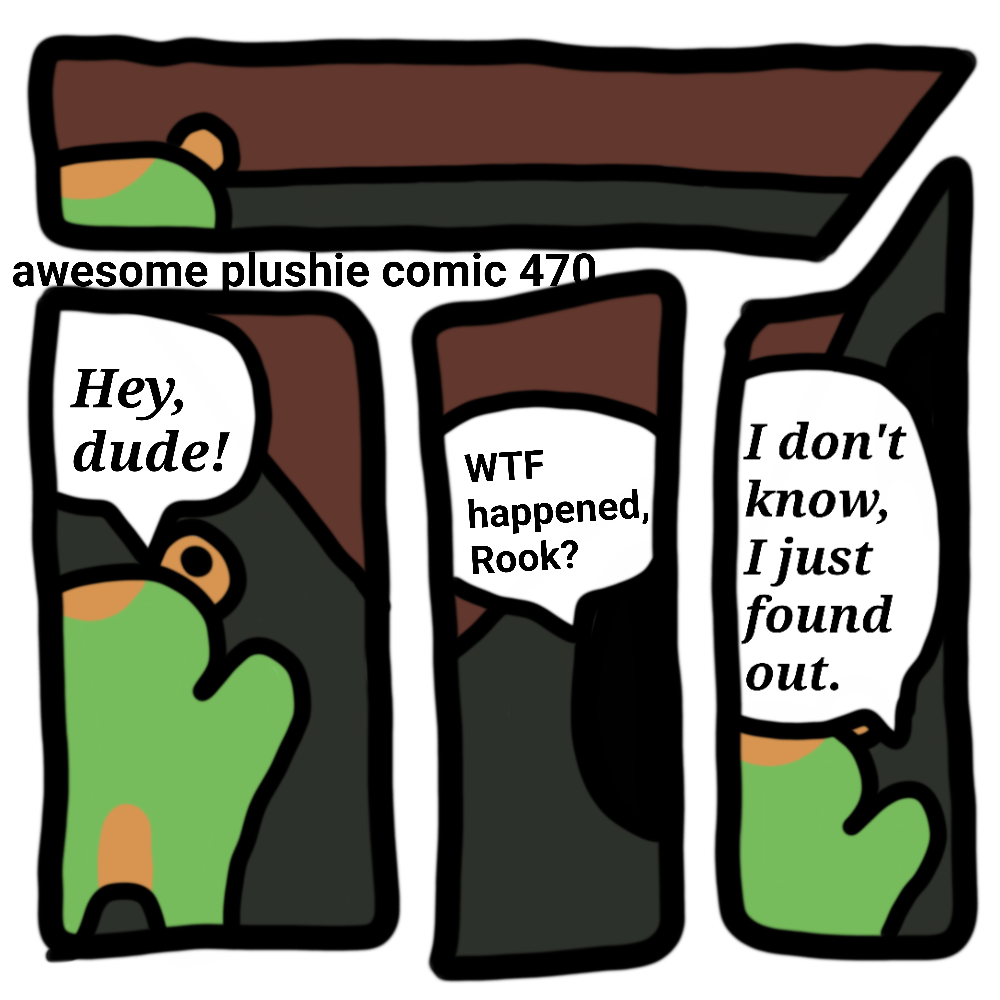 awesome plushie comic 470
Hey,
dude!
WTF
happened,
Rook?
I don't
know,
I just
found
out.